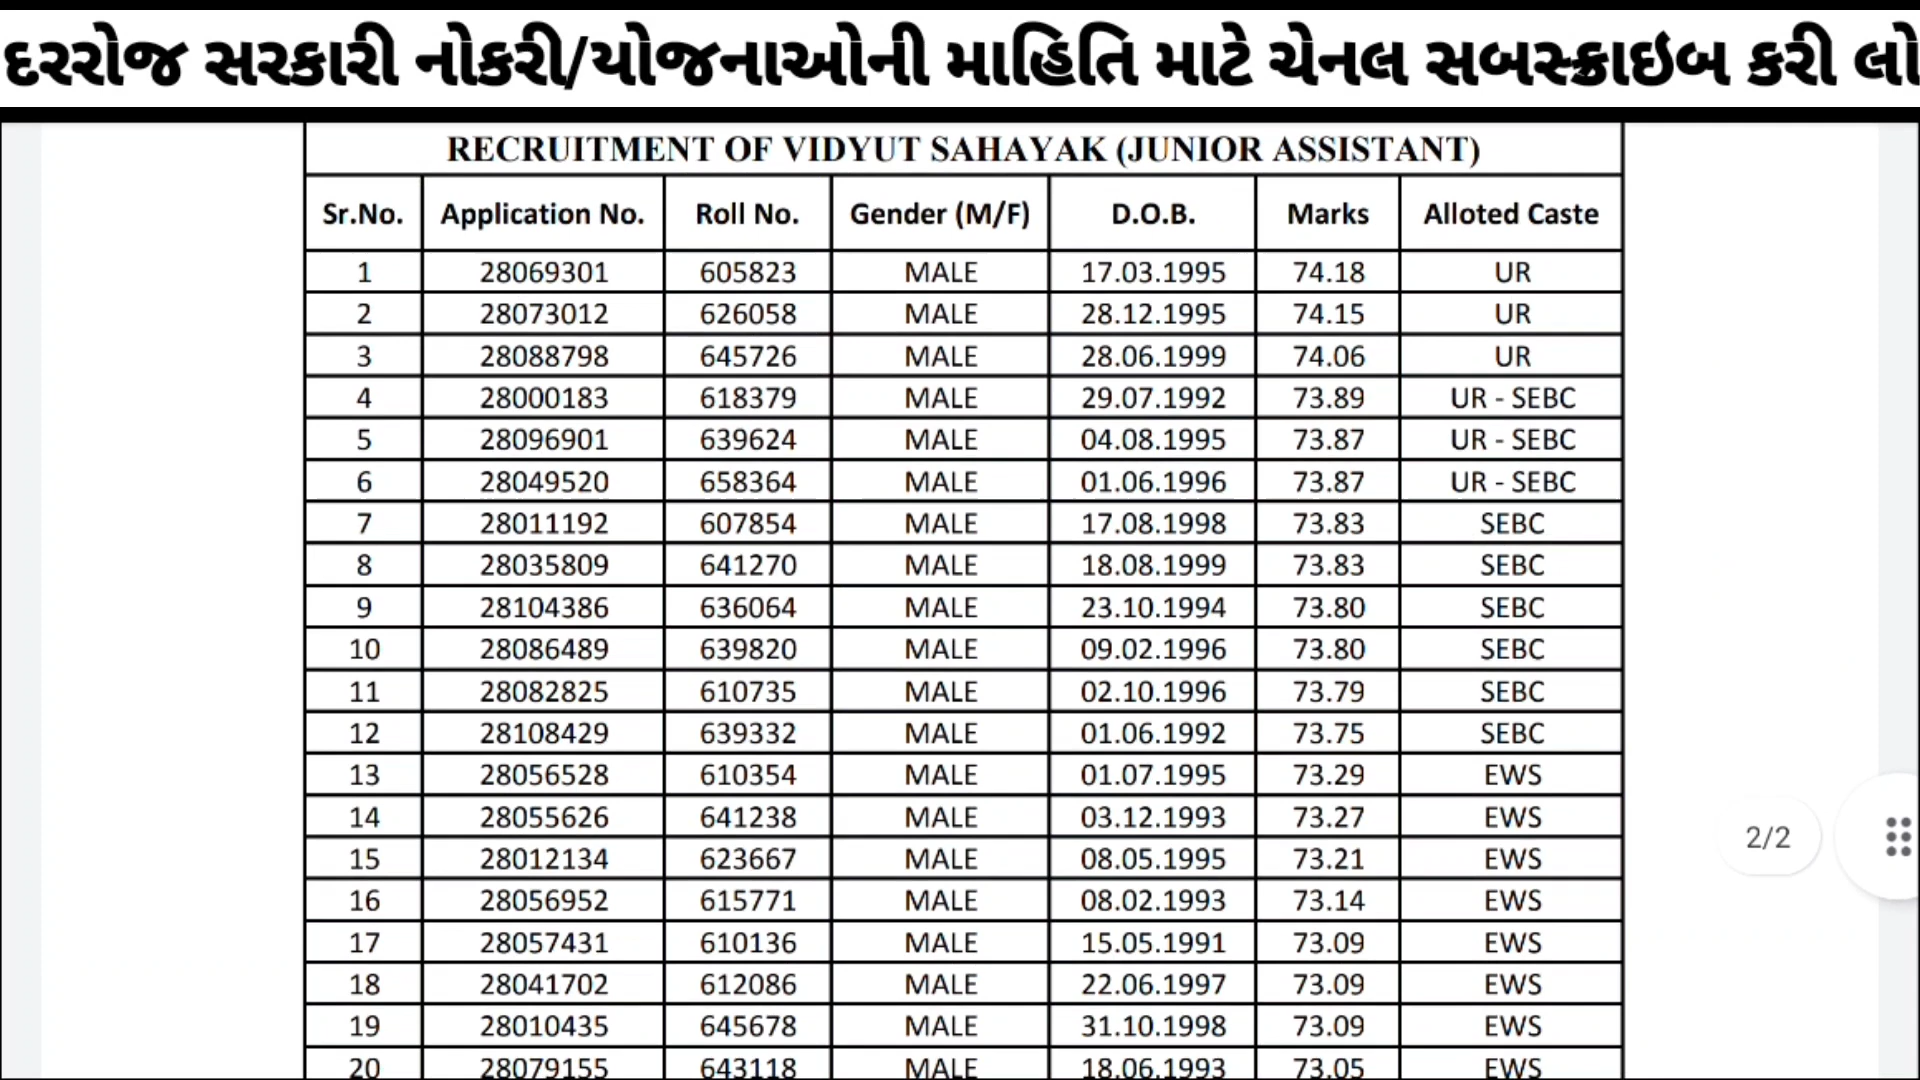 દરરોજ સરકારી નોકરી/યોજનાઓની માહિતિ માટે ચેનલ સબસ્ક્રાઇબ કરી લો
RECRUITMENT OF VIDYUT SAHAYAK (JUNIOR ASSISTANT)
Sr.No. Application No. Roll No. Gender (M/F) D.O.B. Marks Alloted Caste
1 28069301 605823 MALE 17.03.1995 74.18 UR
2 28073012 626058 MALE 28.12.1995 74.15 UR
3 28088798 645726 MALE 28.06.1999 74.06 UR
4 28000183 618379 MALE 29.07.1992 73.89 UR - SEBC
5 28096901 639624 MALE 04.08.1995 73.87 UR - SEBC
6 28049520 658364 MALE 01.06.1996 73.87 UR - SEBC
7 28011192 607854 MALE 17.08.1998 73.83 SEBC
8 28035809 641270 MALE 18.08.1999 73.83 SEBC
9 28104386 636064 MALE 23.10.1994 73.80 SEBC
10 28086489 639820 MALE 09.02.1996 73.80 SEBC
11 28082825 610735 MALE 02.10.1996 73.79 SEBC
12 28108429 639332 MALE 01.06.1992 73.75 SEBC
13 28056528 610354 MALE 01.07.1995 73.29 EWS
14 28055626 641238 MALE 03.12.1993 73.27 EWS
15 28012134 623667 MALE 08.05.1995 73.21 EWS
16 28056952 615771 MALE 08.02.1993 73.14 EWS
17 28057431 610136 MALE 15.05.1991 73.09 EWS
18 28041702 612086 MALE 22.06.1997 73.09 EWS
19 28010435 645678 MALE 31.10.1998 73.09 EWS
20 28079155 643118 MALE 18.06.1993 73.05 EWS
2/2